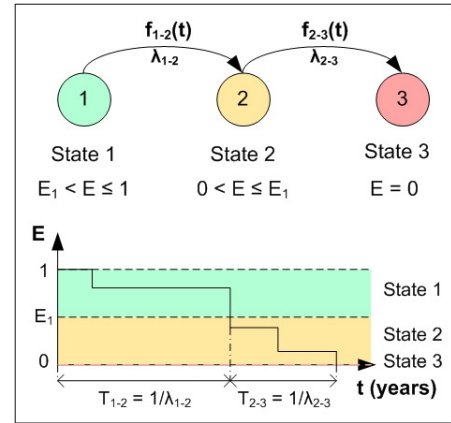 f₁₋₂(t) f₂₋₃(t)
λ₁₋₂ λ₂₋₃
1 2 3
State 1 State 2 State 3
E₁ < E ≤ 1 0 < E ≤ E₁ E = 0
E
1
State 1
E₁
State 2
0 State 3
t (years)
T₁₋₂ = 1/λ₁₋₂ T₂₋₃ = 1/λ₂₋₃